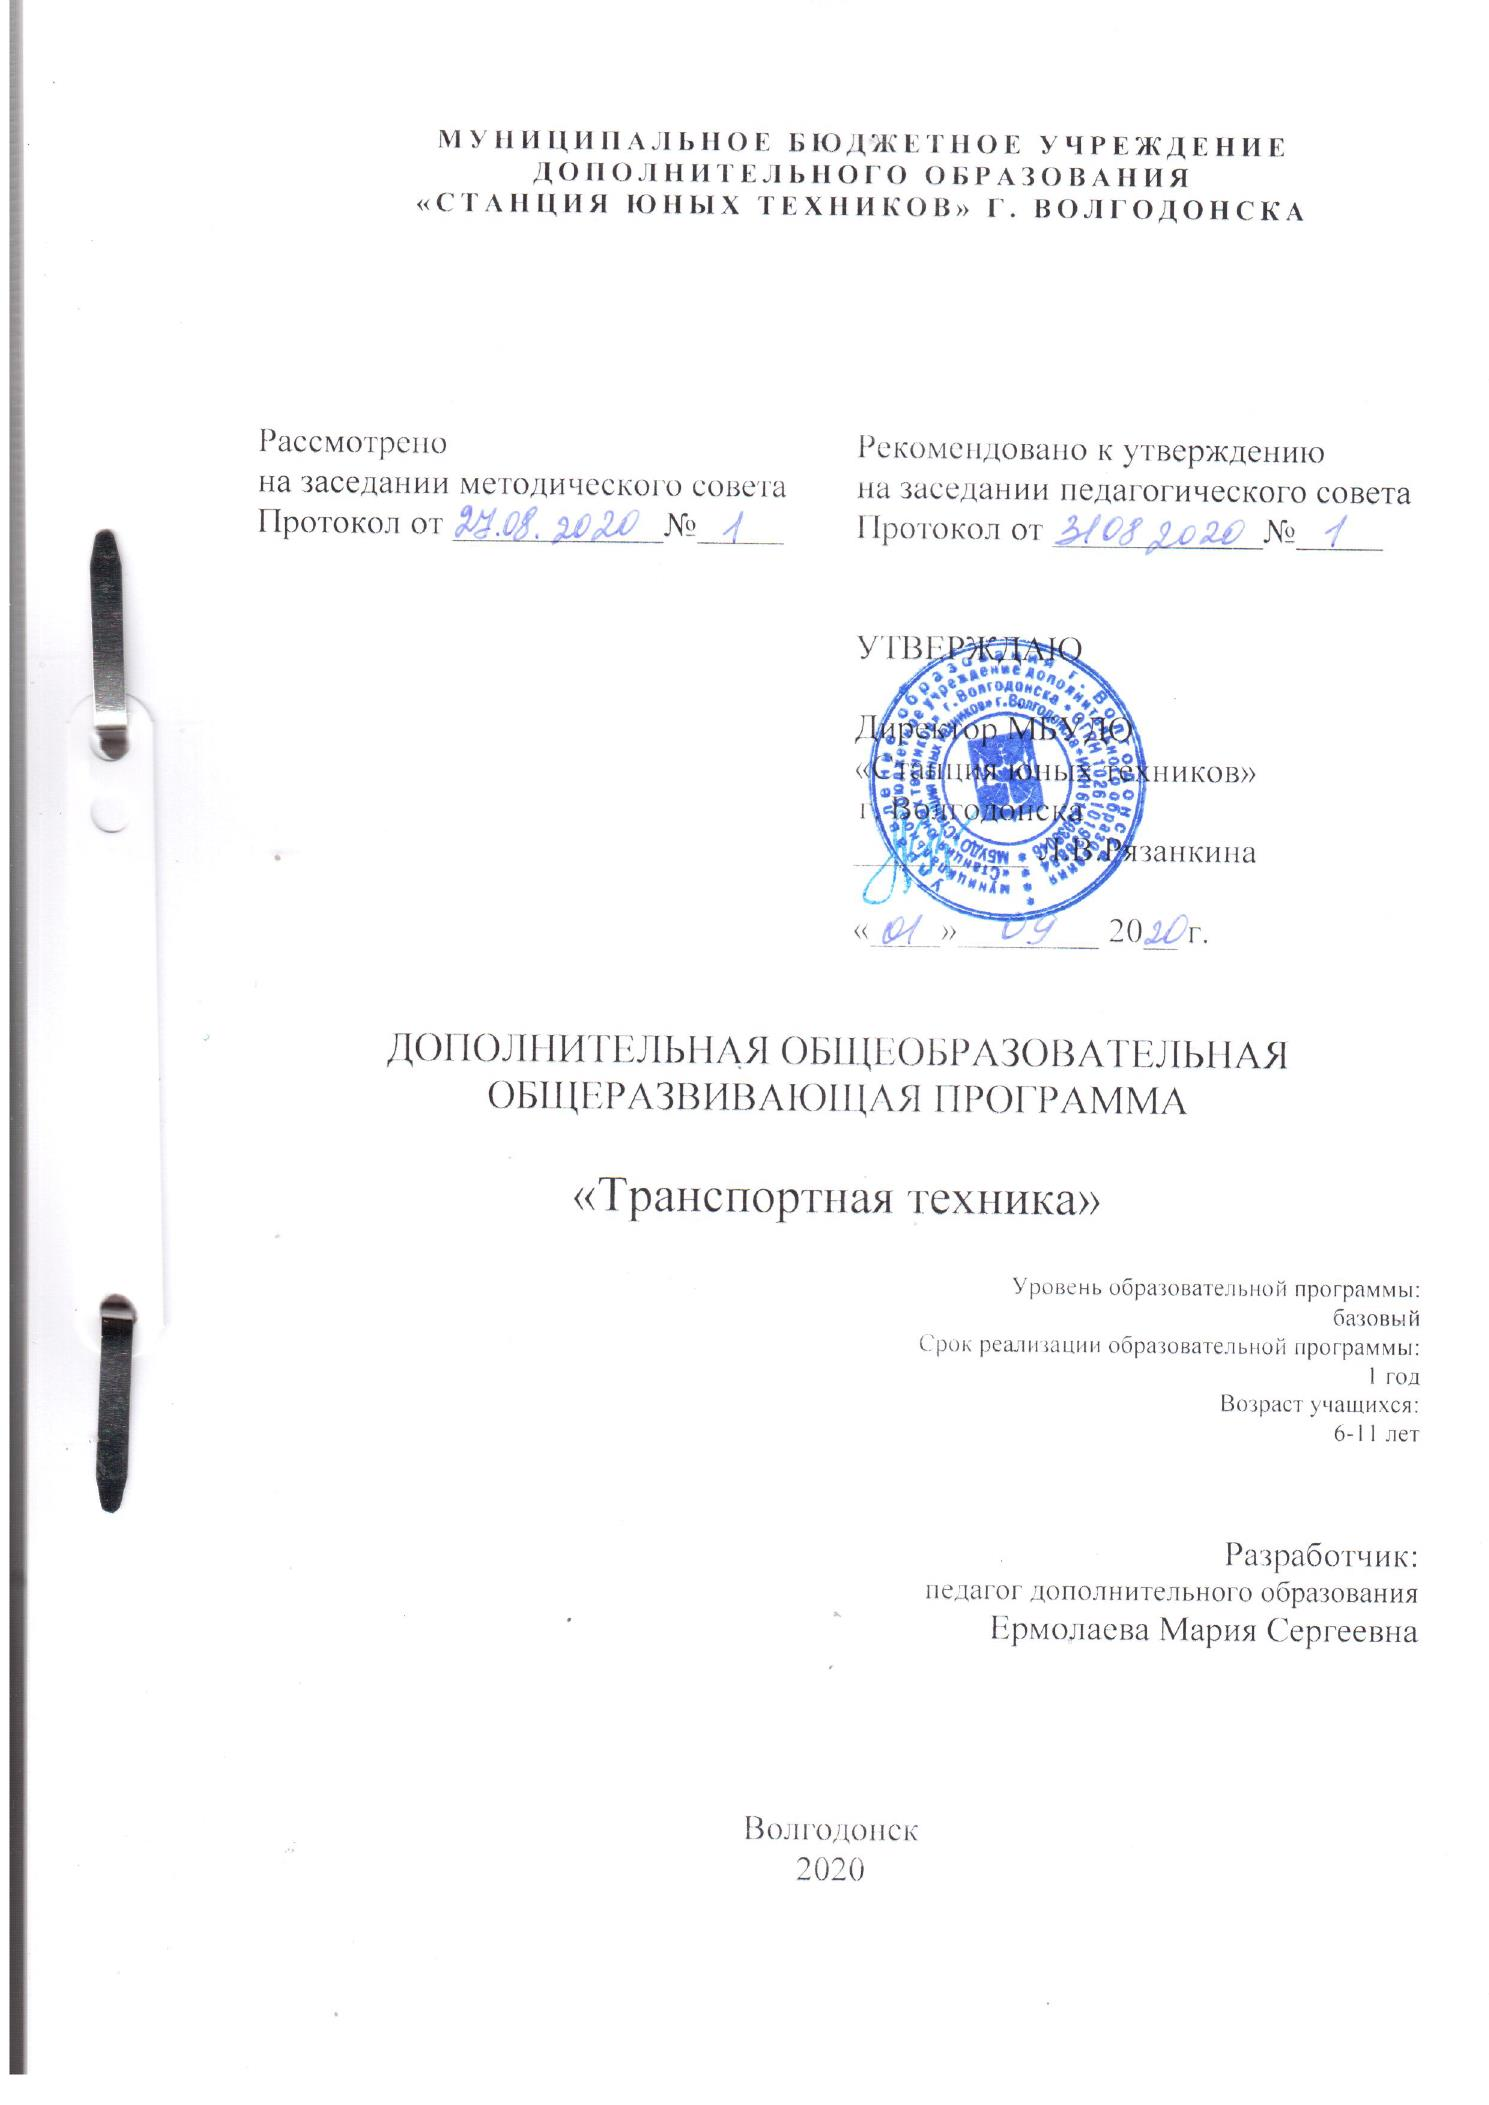 МУНИЦИПАЛЬНОЕ БЮДЖЕТНОЕ УЧРЕЖДЕНИЕ
ДОПОЛНИТЕЛЬНОГО ОБРАЗОВАНИЯ
«СТАНЦИЯ ЮНЫХ ТЕХНИКОВ» Г. ВОЛГОДОНСКА
Рассмотрено
на заседании методического совета
Протокол от 27.08.2020 № 1
Рекомендовано к утверждению
на заседании педагогического совета
Протокол от 31 08 2020 № 1
УТВЕРЖДАЮ
Директор МБУДО
«Станция юных техников»
г. Волгодонска
Л.В.Рязанкина
«01» 09 2020 г.
ДОПОЛНИТЕЛЬНАЯ ОБЩЕОБРАЗОВАТЕЛЬНАЯ
ОБЩЕРАЗВИВАЮЩАЯ ПРОГРАММА
«Транспортная техника»
Уровень образовательной программы:
базовый
Срок реализации образовательной программы:
1 год
Возраст учащихся:
6-11 лет
Разработчик:
педагог дополнительного образования
Ермолаева Мария Сергеевна
Волгодонск
2020